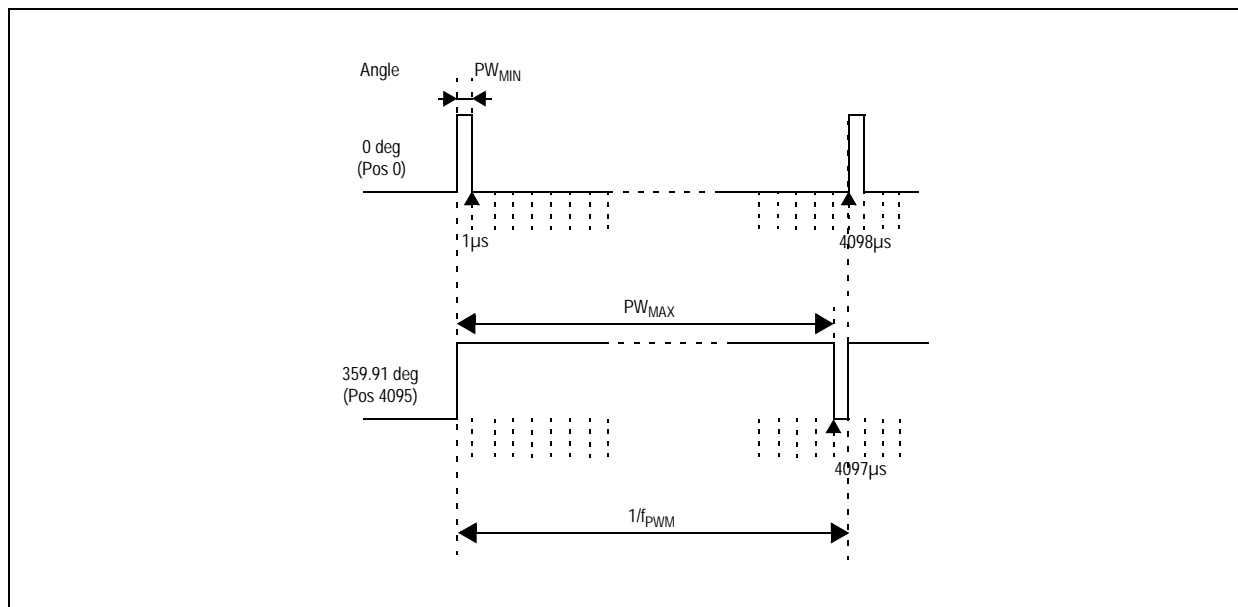 Angle
PWMIN
0 deg
(Pos 0)
1µs
4098µs
PWMAX
359.91 deg
(Pos 4095)
4097µs
1/fPWM